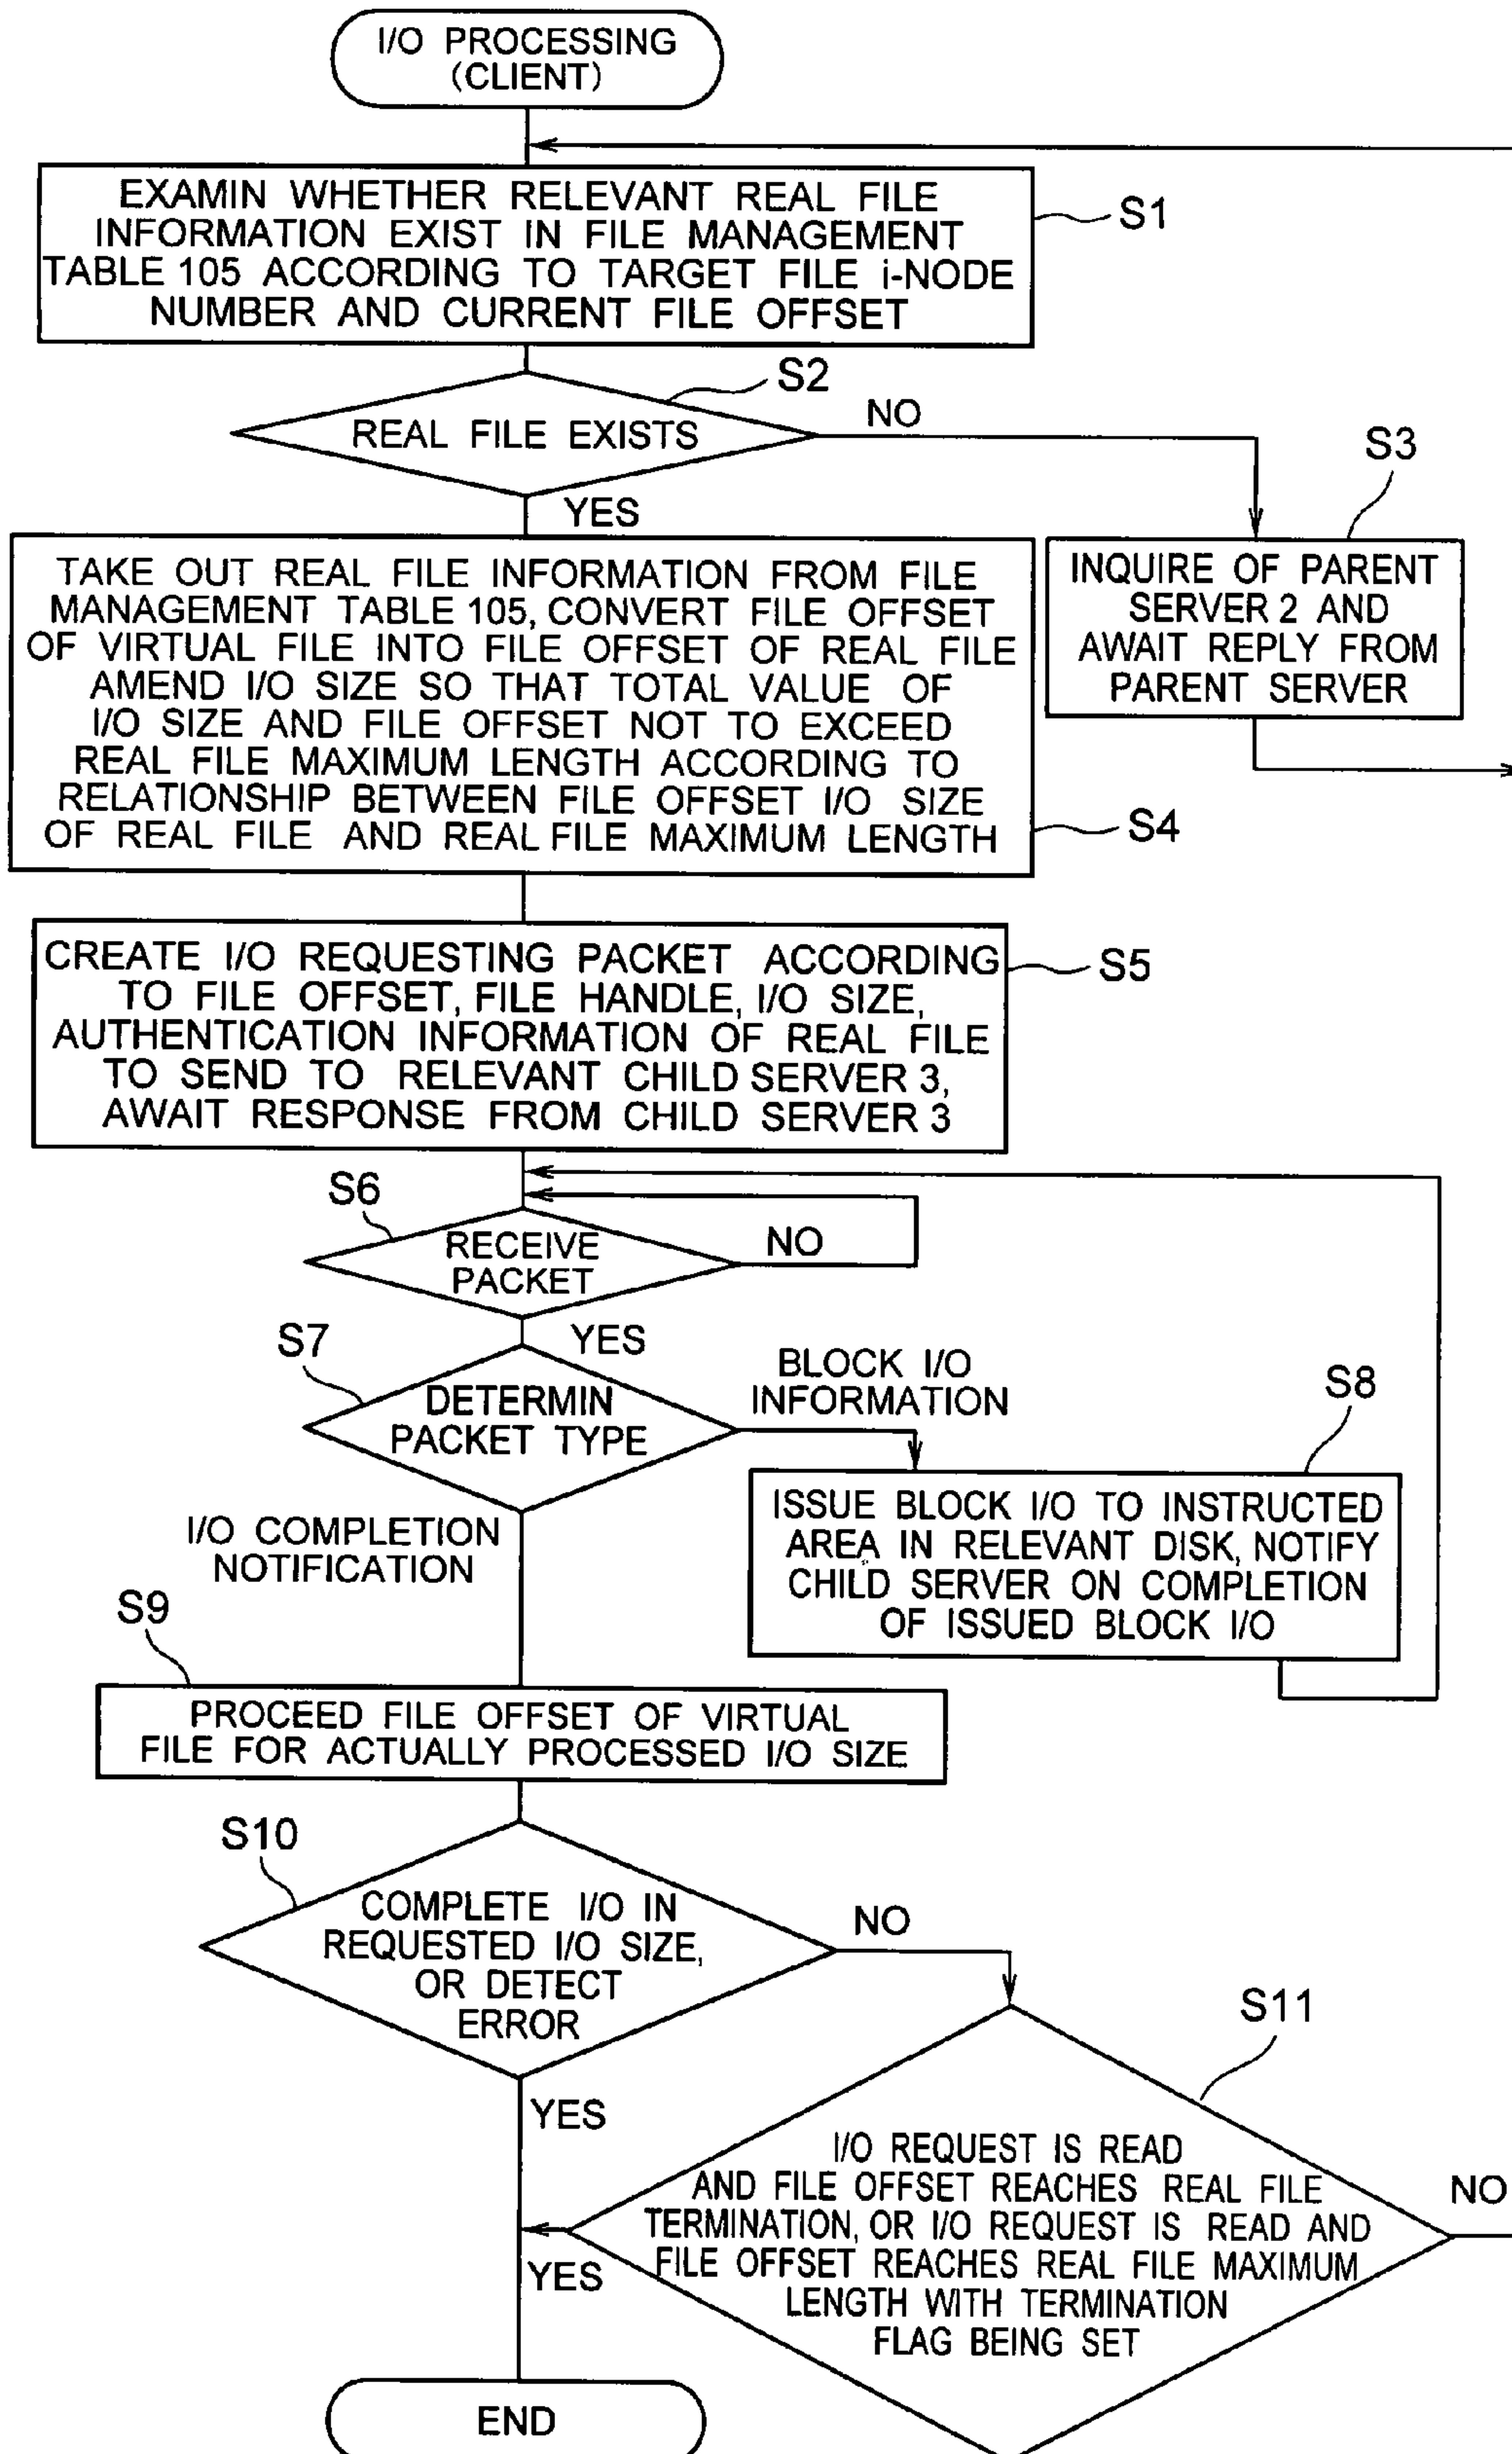 I/O PROCESSING
(CLIENT)
EXAMIN WHETHER RELEVANT REAL FILE
INFORMATION EXIST IN FILE MANAGEMENT
TABLE 105 ACCORDING TO TARGET FILE i-NODE
NUMBER AND CURRENT FILE OFFSET
S1
S2
REAL FILE EXISTS
NO
YES
S3
INQUIRE OF PARENT
SERVER 2 AND
AWAIT REPLY FROM
PARENT SERVER
TAKE OUT REAL FILE INFORMATION FROM FILE
MANAGEMENT TABLE 105, CONVERT FILE OFFSET
OF VIRTUAL FILE INTO FILE OFFSET OF REAL FILE
AMEND I/O SIZE SO THAT TOTAL VALUE OF
I/O SIZE AND FILE OFFSET NOT TO EXCEED
REAL FILE MAXIMUM LENGTH ACCORDING TO
RELATIONSHIP BETWEEN FILE OFFSET I/O SIZE
OF REAL FILE AND REAL FILE MAXIMUM LENGTH
S4
CREATE I/O REQUESTING PACKET ACCORDING
TO FILE OFFSET, FILE HANDLE, I/O SIZE,
AUTHENTICATION INFORMATION OF REAL FILE
TO SEND TO RELEVANT CHILD SERVER 3,
AWAIT RESPONSE FROM CHILD SERVER 3
S5
S6
RECEIVE
PACKET
NO
YES
S7
DETERMIN
PACKET TYPE
BLOCK I/O
INFORMATION
S8
ISSUE BLOCK I/O TO INSTRUCTED
AREA IN RELEVANT DISK, NOTIFY
CHILD SERVER ON COMPLETION
OF ISSUED BLOCK I/O
I/O COMPLETION
NOTIFICATION
S9
PROCEED FILE OFFSET OF VIRTUAL
FILE FOR ACTUALLY PROCESSED I/O SIZE
S10
COMPLETE I/O IN
REQUESTED I/O SIZE,
OR DETECT
ERROR
NO
YES
S11
I/O REQUEST IS READ
AND FILE OFFSET REACHES REAL FILE
TERMINATION, OR I/O REQUEST IS READ AND
FILE OFFSET REACHES REAL FILE MAXIMUM
LENGTH WITH TERMINATION
FLAG BEING SET
NO
YES
END